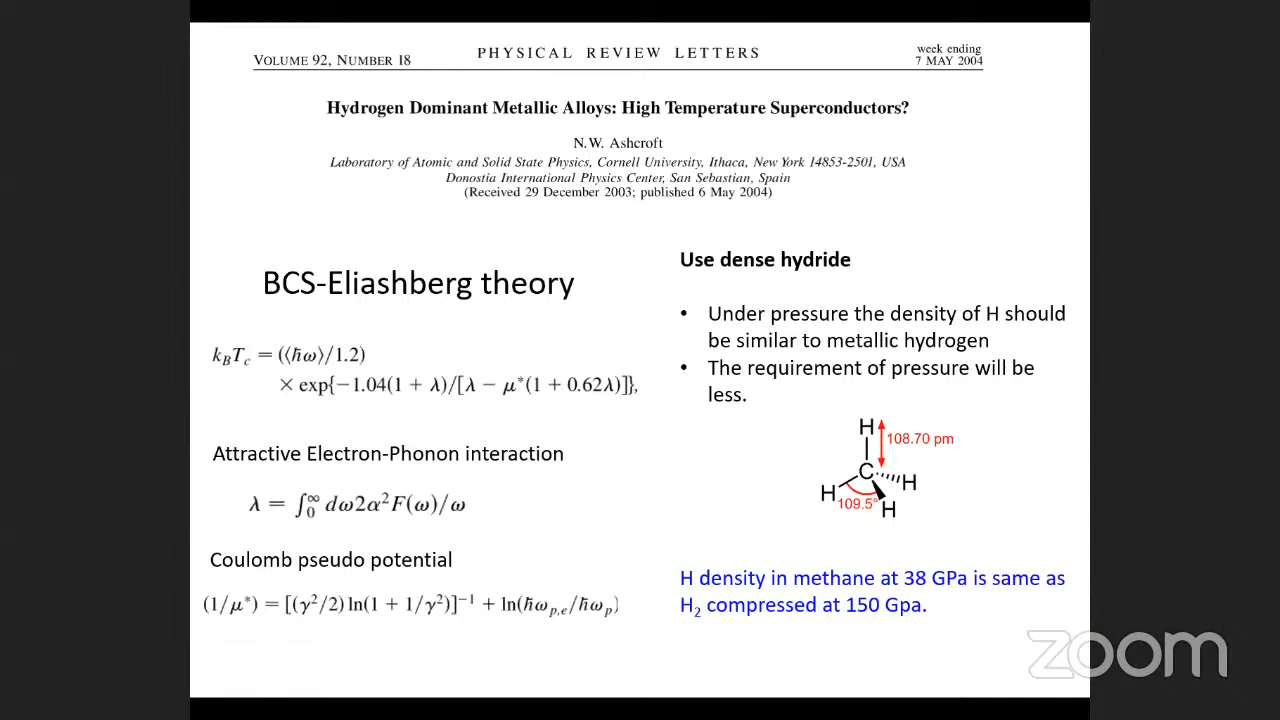 VOLUME 92, NUMBER 18
PHYSICAL REVIEW LETTERS
week ending
7 MAY 2004
Hydrogen Dominant Metallic Alloys: High Temperature Superconductors?
N.W. Ashcroft
Laboratory of Atomic and Solid State Physics, Cornell University, Ithaca, New York 14853-2501, USA
Donostia International Physics Center, San Sebastian, Spain
(Received 29 December 2003; published 6 May 2004)
BCS-Eliashberg theory
k_BT_c = (⟨ℏω⟩/1.2)
× exp{−1.04(1 + λ)/[λ − μ*(1 + 0.62λ)]},
Attractive Electron-Phonon interaction
λ = ∫₀^∞ dω2α²F(ω)/ω
Coulomb pseudo potential
(1/μ*) = [(γ²/2) ln(1 + 1/γ²)]⁻¹ + ln(ℏω_{p,e}/ℏω_p)
Use dense hydride
• Under pressure the density of H should
be similar to metallic hydrogen
• The requirement of pressure will be
less.
H
108.70 pm
C
H
H
109.5°
H
H density in methane at 38 GPa is same as
H₂ compressed at 150 Gpa.
zoom